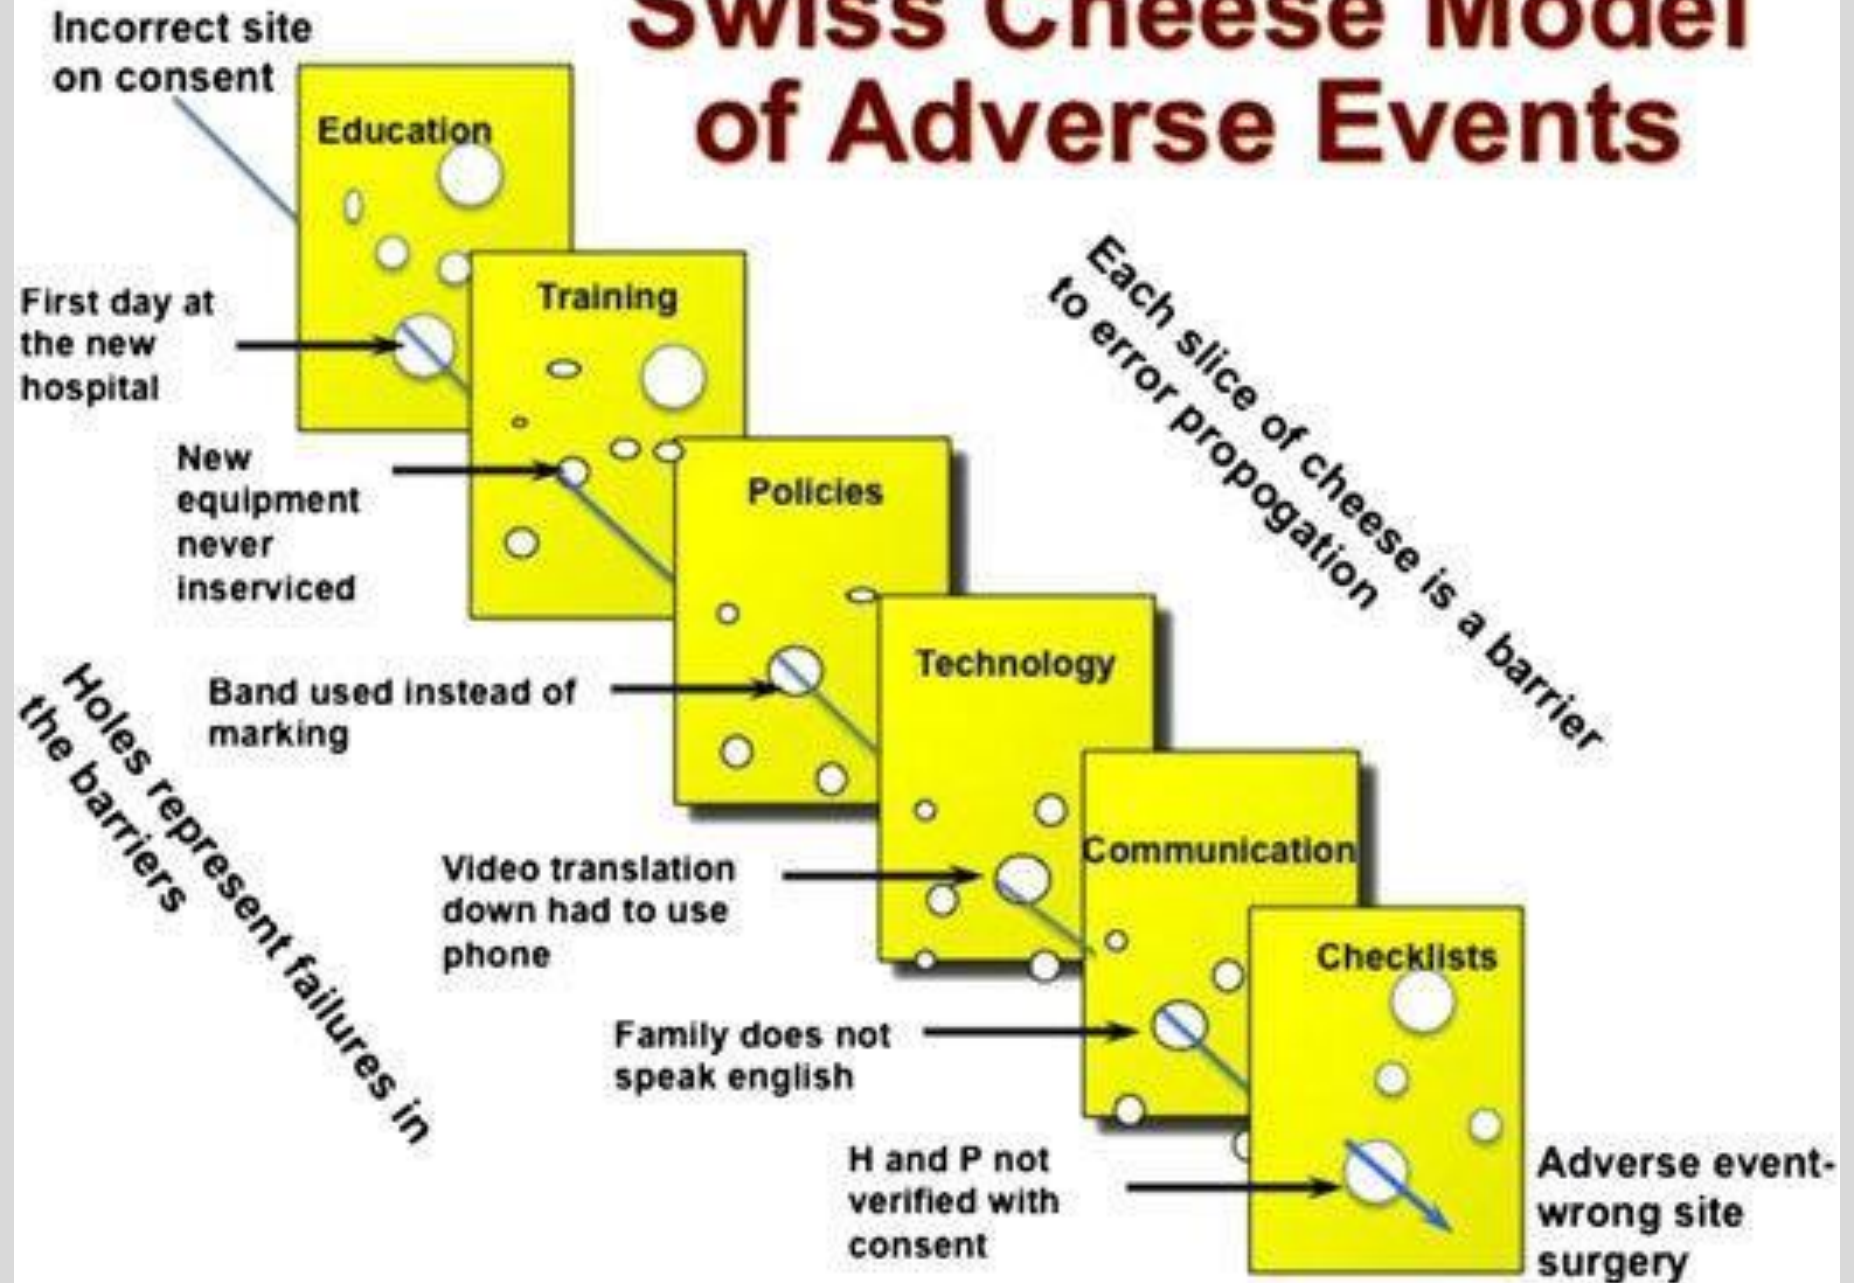 Swiss Cheese Model
of Adverse Events
Incorrect site
on consent
Education
First day at
the new
hospital
Training
New
equipment
never
inserviced
Policies
Band used instead of
marking
Technology
Video translation
down had to use
phone
Communication
Family does not
speak english
Checklists
H and P not
verified with
consent
Adverse event-
wrong site
surgery
Each slice of cheese is a barrier
to error propogation
Holes represent failures in
the barriers